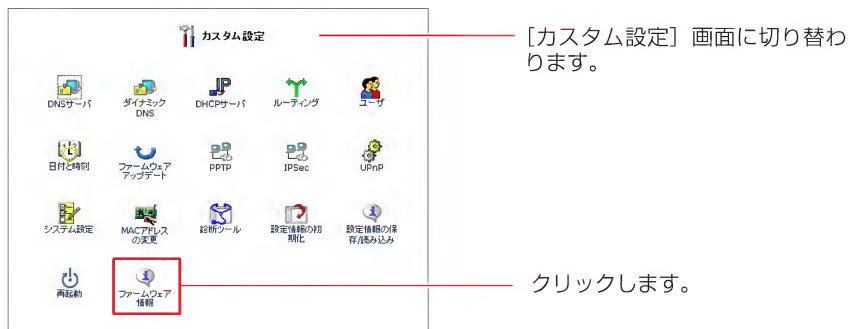 カスタム設定
［カスタム設定］画面に切り替わ
ります。
DNSサーバ
ダイナミック
DNS
DHCPサーバ
ルーティング
ユーザ
日付と時刻
ファームウェア
アップデート
PPTP
IPSec
UPnP
システム設定
MACアドレス
の変更
診断ツール
設定情報の初
期化
設定情報の保
存/読み込み
再起動
ファームウェア
情報
クリックします。